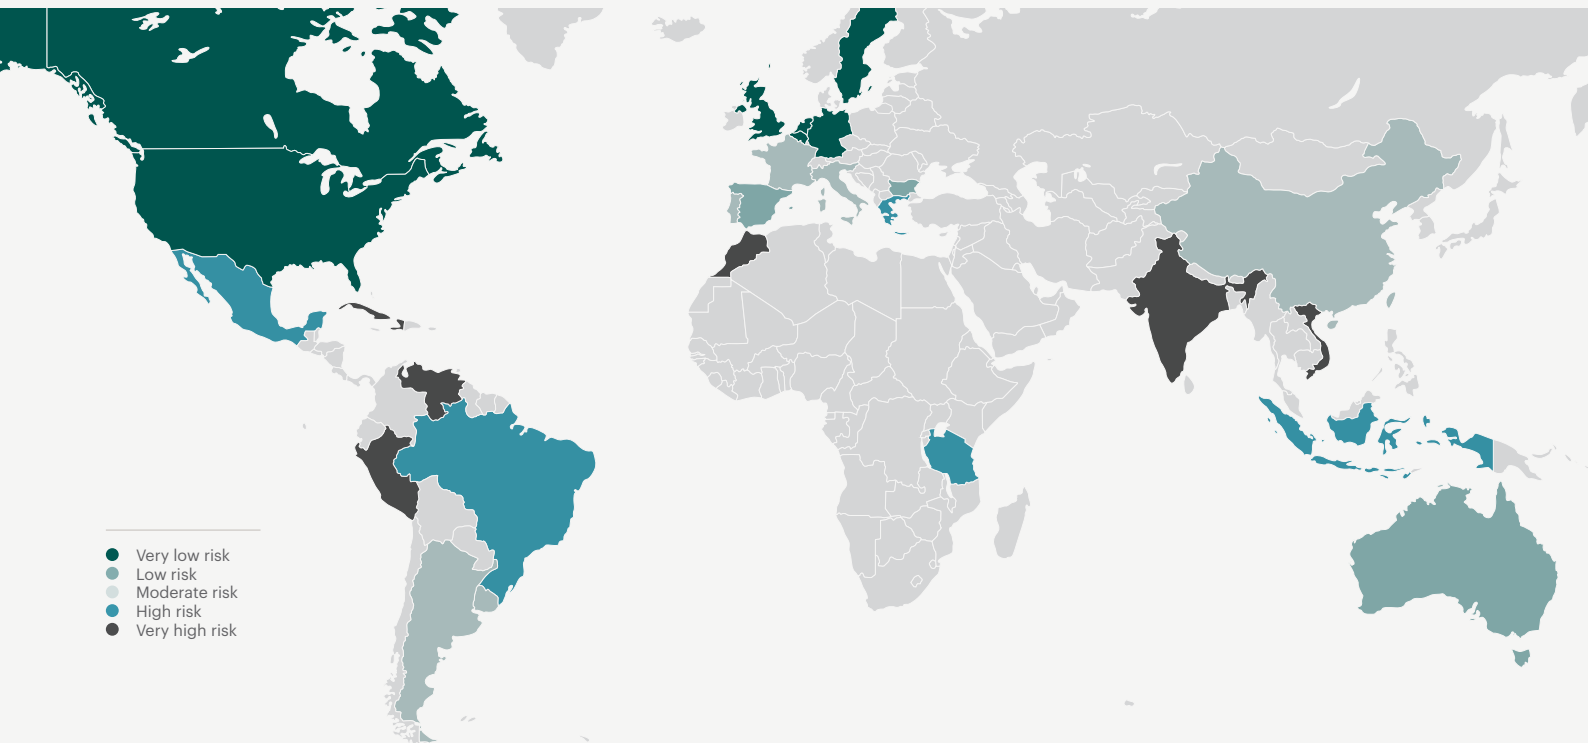 Very low risk
Low risk
Moderate risk
High risk
Very high risk